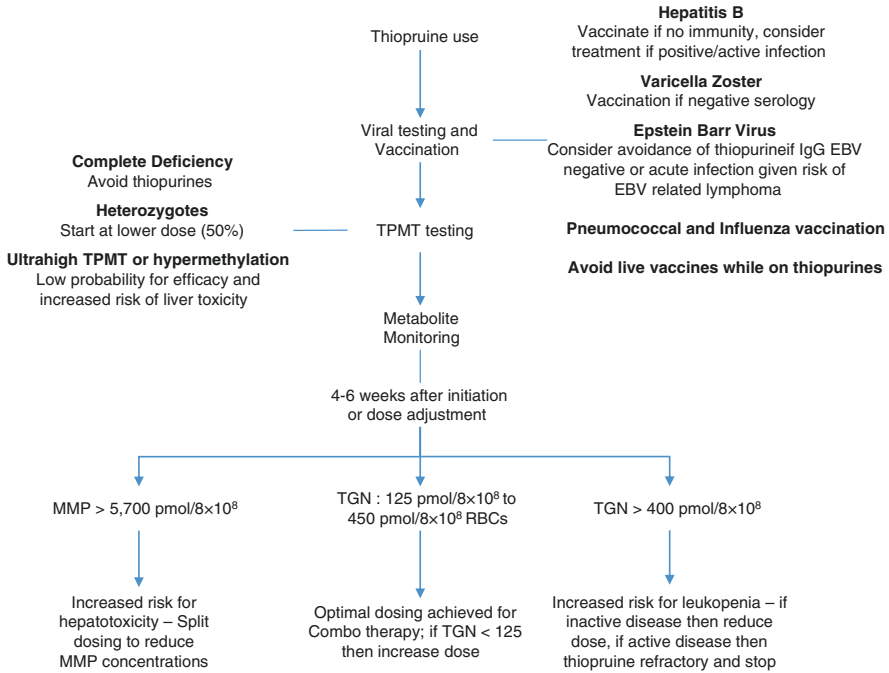 Thiopruine use
Hepatitis B
Vaccinate if no immunity, consider
treatment if positive/active infection
Varicella Zoster
Vaccination if negative serology
Viral testing and
Vaccination
Epstein Barr Virus
Consider avoidance of thiopurineif IgG EBV
negative or acute infection given risk of
EBV related lymphoma
Pneumococcal and Influenza vaccination
Avoid live vaccines while on thiopurines
Complete Deficiency
Avoid thiopurines
Heterozygotes
Start at lower dose (50%)
Ultrahigh TPMT or hypermethylation
Low probability for efficacy and
increased risk of liver toxicity
TPMT testing
Metabolite
Monitoring
4-6 weeks after initiation
or dose adjustment
MMP > 5,700 pmol/8×10⁸
TGN : 125 pmol/8×10⁸ to
450 pmol/8×10⁸ RBCs
TGN > 400 pmol/8×10⁸
Increased risk for
hepatotoxicity – Split
dosing to reduce
MMP concentrations
Optimal dosing achieved for
Combo therapy; if TGN < 125
then increase dose
Increased risk for leukopenia – if
inactive disease then reduce
dose, if active disease then
thiopruine refractory and stop